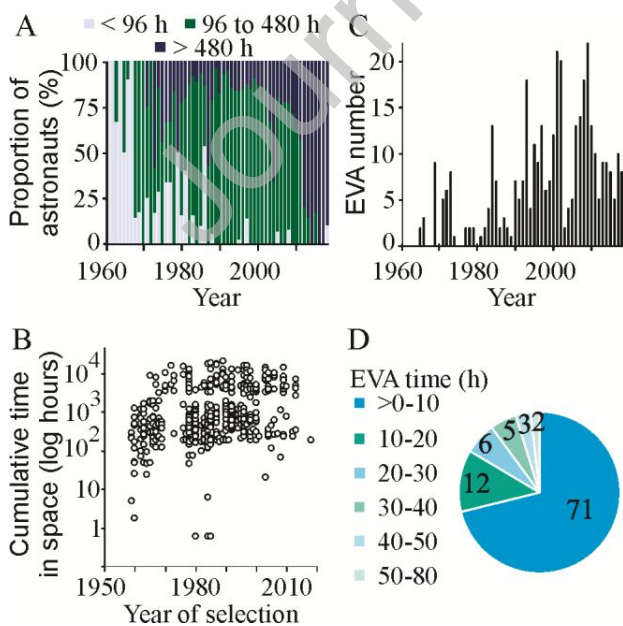 A
< 96 h
96 to 480 h
> 480 h
Proportion of
astronauts (%)
100
75
50
25
0
1960
1980
2000
Year
C
EVA number
20
15
10
5
0
1960
1980
2000
Year
B
Cumulative time
in space (log hours)
10⁴
10³
10²
10
1
1950
1980
2010
Year of selection
D
EVA time (h)
>0-10
10-20
20-30
30-40
40-50
50-80
71
12
6
5
3
2
Journ